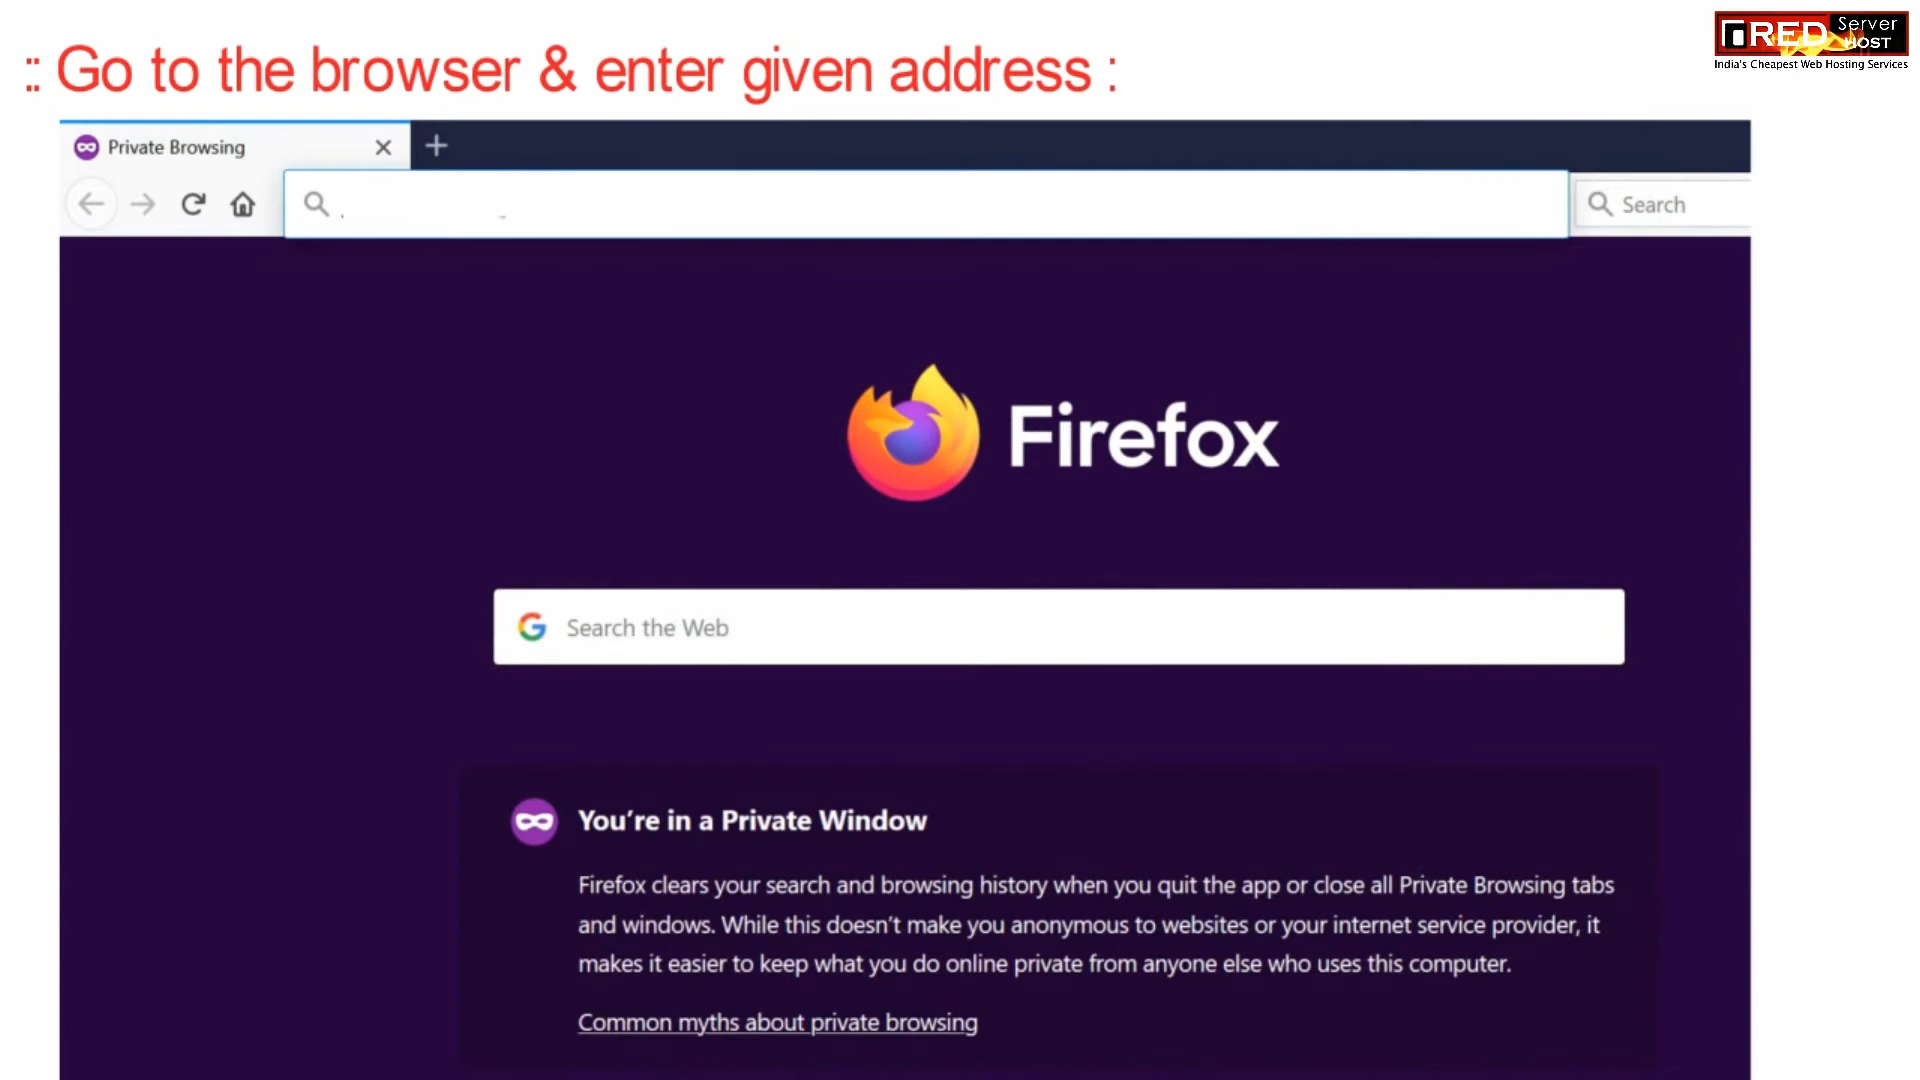 :: Go to the browser & enter given address :
RED Server HOST
India's Cheapest Web Hosting Services
Private Browsing
Search
Firefox
Search the Web
You're in a Private Window
Firefox clears your search and browsing history when you quit the app or close all Private Browsing tabs
and windows. While this doesn't make you anonymous to websites or your internet service provider, it
makes it easier to keep what you do online private from anyone else who uses this computer.
Common myths about private browsing